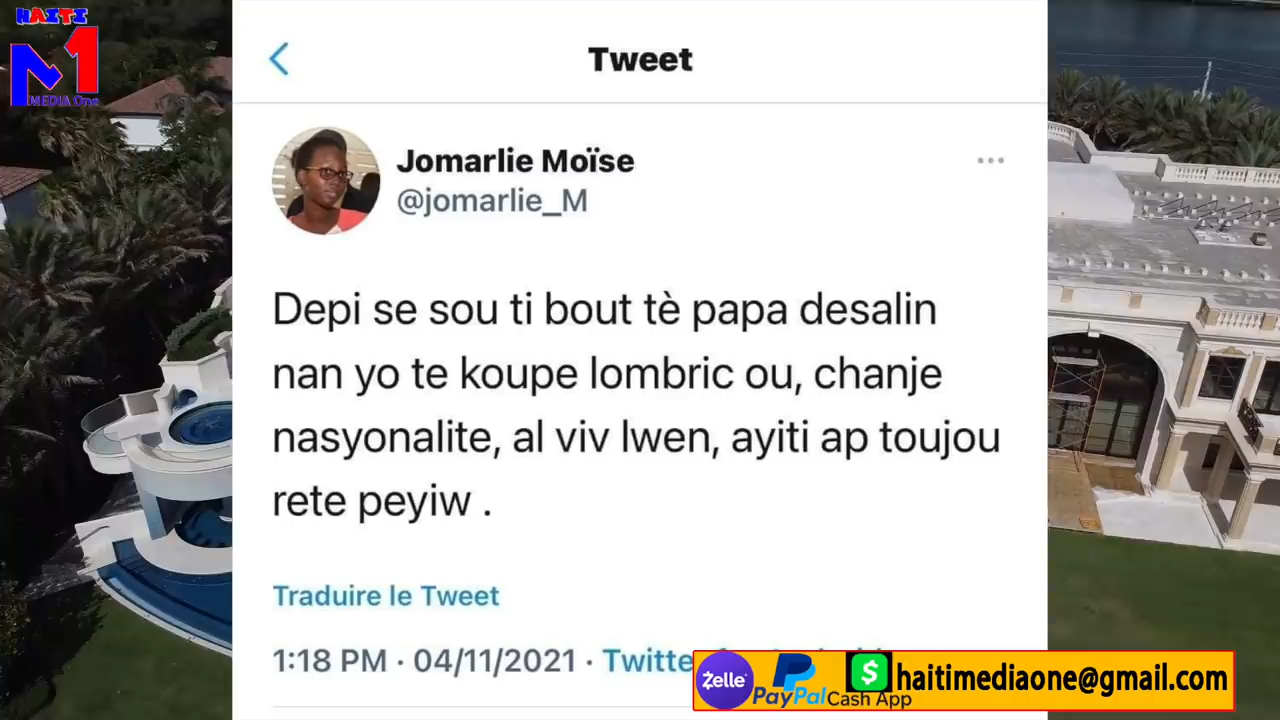 HAITI
M1
MEDIA One
Tweet
Jomarlie Moïse
@jomarlie_M
Depi se sou ti bout tè papa desalin
nan yo te koupe lombric ou, chanje
nasyonalite, al viv lwen, ayiti ap toujou
rete peyiw .
Traduire le Tweet
1:18 PM · 04/11/2021 ·
Zelle PayPal $ Cash App haitimediaone@gmail.com